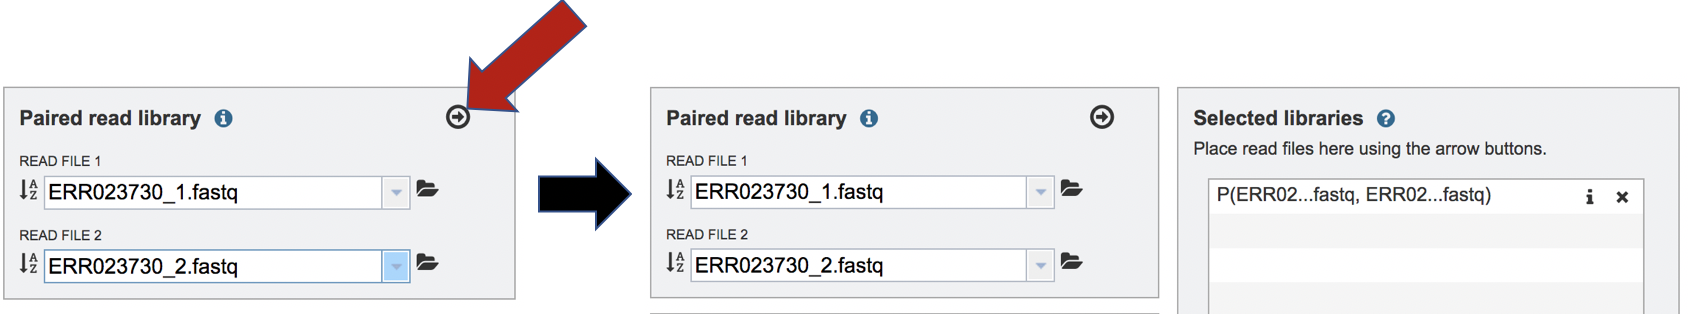 Paired read library
READ FILE 1
ERR023730_1.fastq
READ FILE 2
ERR023730_2.fastq
Paired read library
READ FILE 1
ERR023730_1.fastq
READ FILE 2
ERR023730_2.fastq
Selected libraries
Place read files here using the arrow buttons.
P(ERR02...fastq, ERR02...fastq)